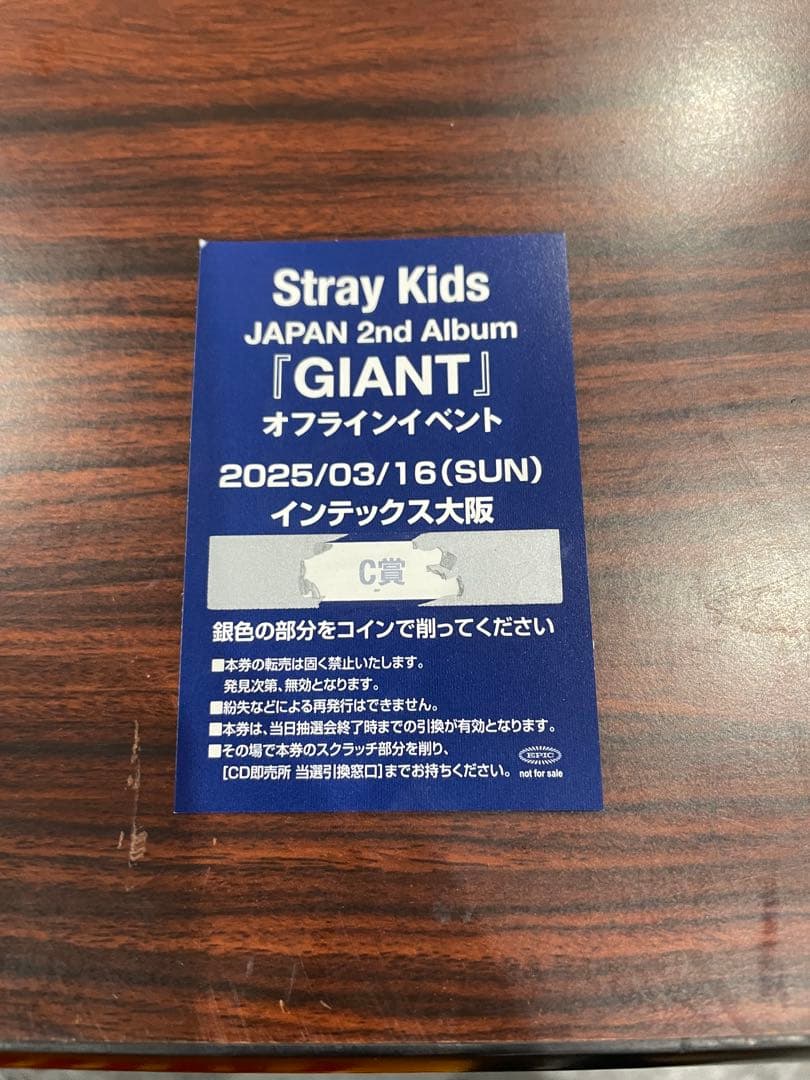 Stray Kids
JAPAN 2nd Album
『GIANT』
オフラインイベント
2025/03/16(SUN)
インテックス大阪
C賞
銀色の部分をコインで削ってください
■本券の転売は固く禁止いたします。
発見次第、無効となります。
■紛失などによる再発行はできません。
■本券は、当日抽選会終了時までの引換が有効となります。
■その場で本券のスクラッチ部分を削り、
[CD即売所 当選引換窓口]までお持ちください。
EPIC
not for sale